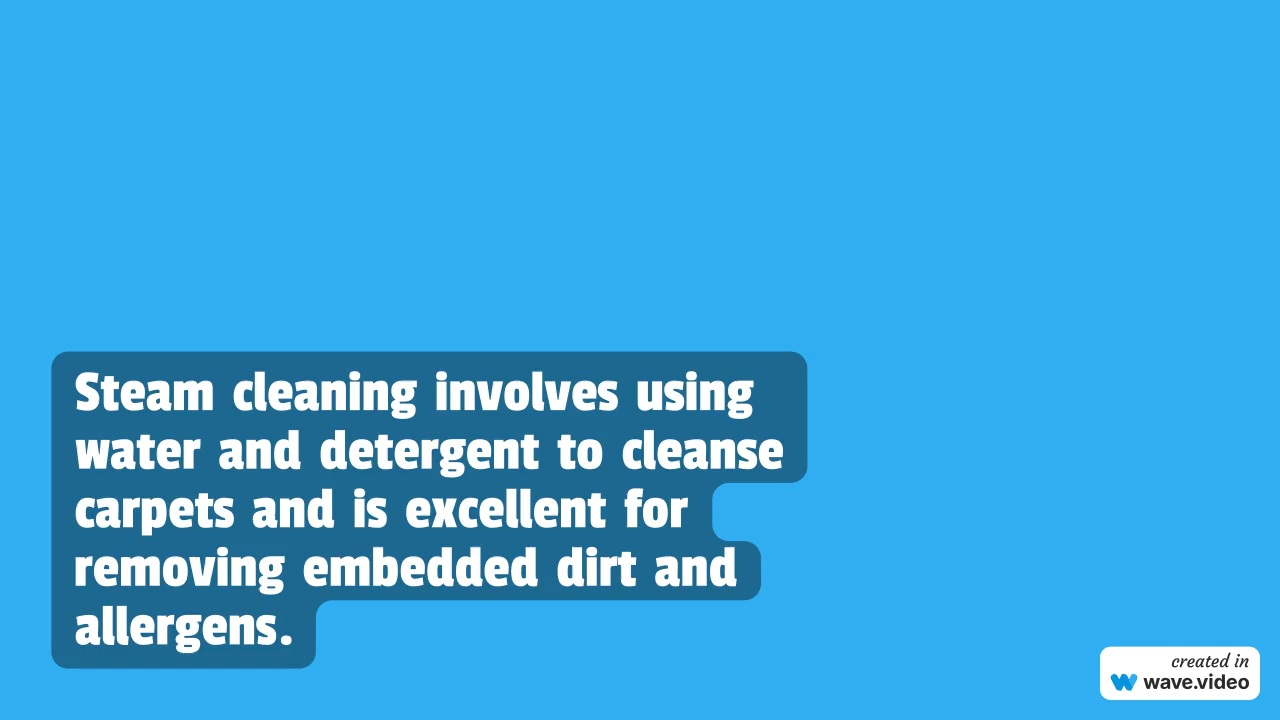 Steam cleaning involves using
water and detergent to cleanse
carpets and is excellent for
removing embedded dirt and
allergens.
created in
wave.video